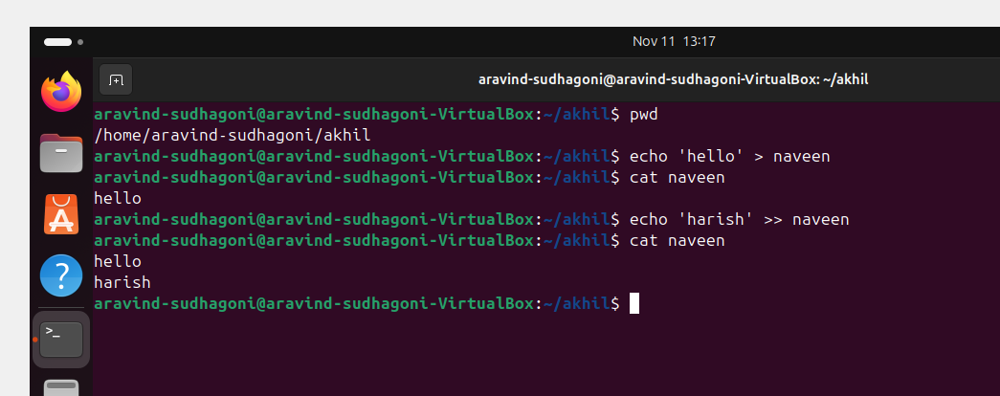 Nov 11 13:17
aravind-sudhagoni@aravind-sudhagoni-VirtualBox: ~/akhil
aravind-sudhagoni@aravind-sudhagoni-VirtualBox:~/akhil$ pwd
/home/aravind-sudhagoni/akhil
aravind-sudhagoni@aravind-sudhagoni-VirtualBox:~/akhil$ echo 'hello' > naveen
aravind-sudhagoni@aravind-sudhagoni-VirtualBox:~/akhil$ cat naveen
hello
aravind-sudhagoni@aravind-sudhagoni-VirtualBox:~/akhil$ echo 'harish' >> naveen
aravind-sudhagoni@aravind-sudhagoni-VirtualBox:~/akhil$ cat naveen
hello
harish
aravind-sudhagoni@aravind-sudhagoni-VirtualBox:~/akhil$